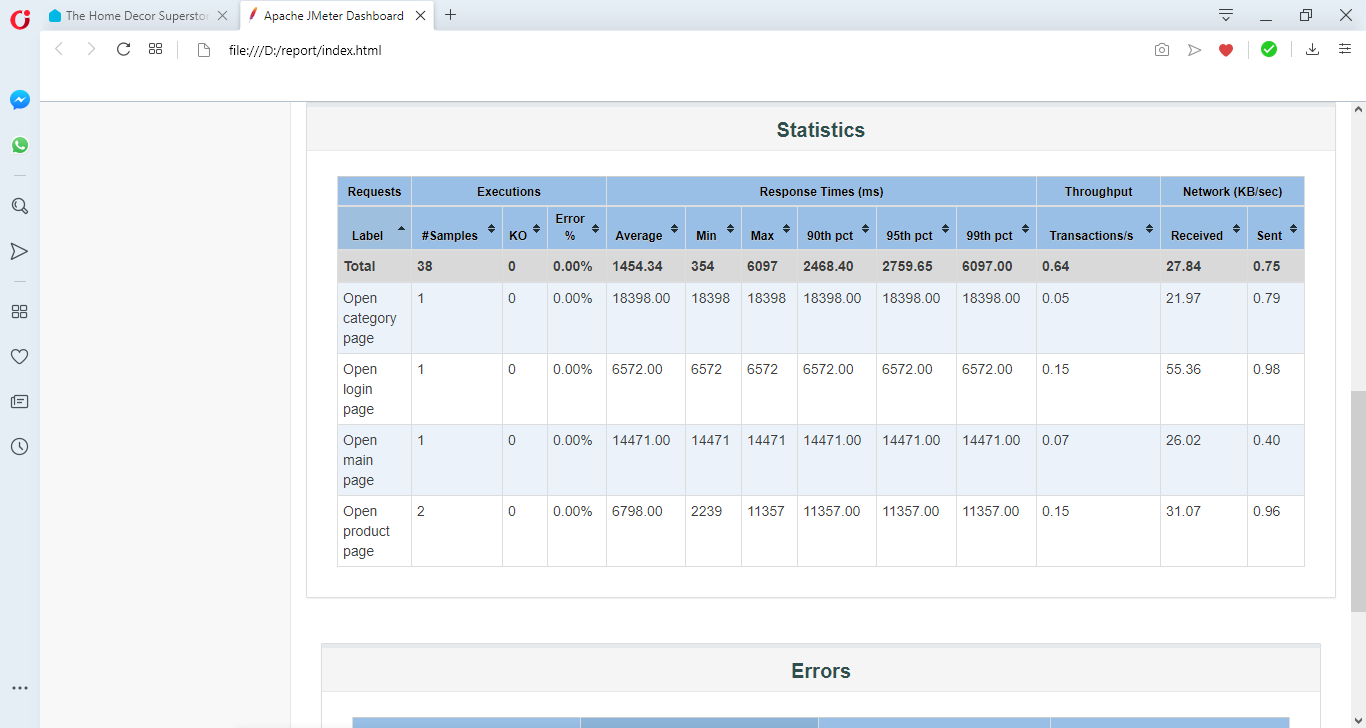 The Home Decor Supersto
Apache JMeter Dashboard
file:///D:/report/index.html
Statistics
Requests Executions Response Times (ms) Throughput Network (KB/sec)
Label #Samples KO Error % Average Min Max 90th pct 95th pct 99th pct Transactions/s Received Sent
Total 38 0 0.00% 1454.34 354 6097 2468.40 2759.65 6097.00 0.64 27.84 0.75
Open category page 1 0 0.00% 18398.00 18398 18398 18398.00 18398.00 18398.00 0.05 21.97 0.79
Open login page 1 0 0.00% 6572.00 6572 6572 6572.00 6572.00 6572.00 0.15 55.36 0.98
Open main page 1 0 0.00% 14471.00 14471 14471 14471.00 14471.00 14471.00 0.07 26.02 0.40
Open product page 2 0 0.00% 6798.00 2239 11357 11357.00 11357.00 11357.00 0.15 31.07 0.96
Errors